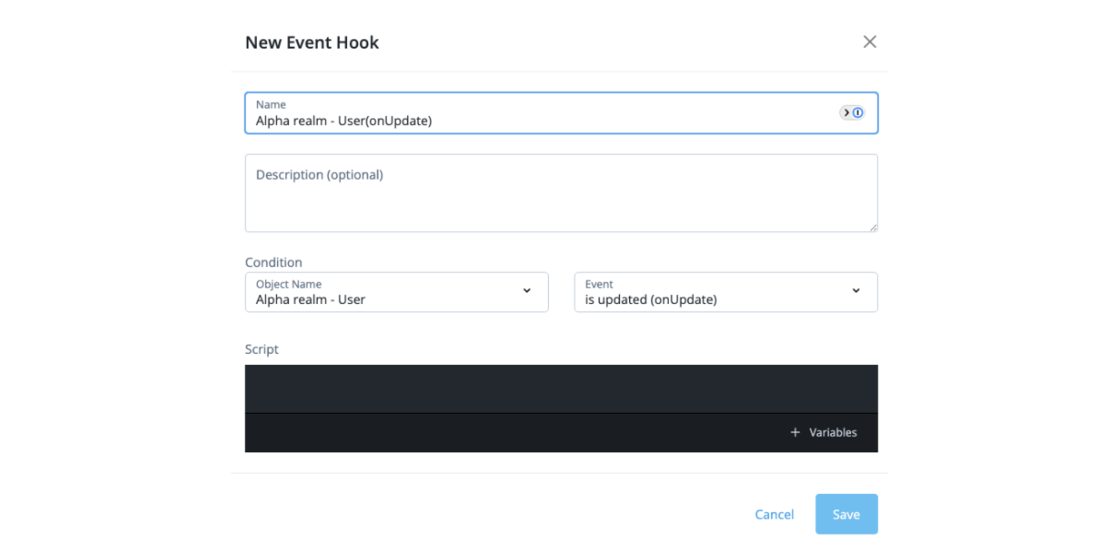 New Event Hook
Name
Alpha realm - User(onUpdate)
Description (optional)
Condition
Object Name
Alpha realm - User
Event
is updated (onUpdate)
Script
+ Variables
Cancel
Save